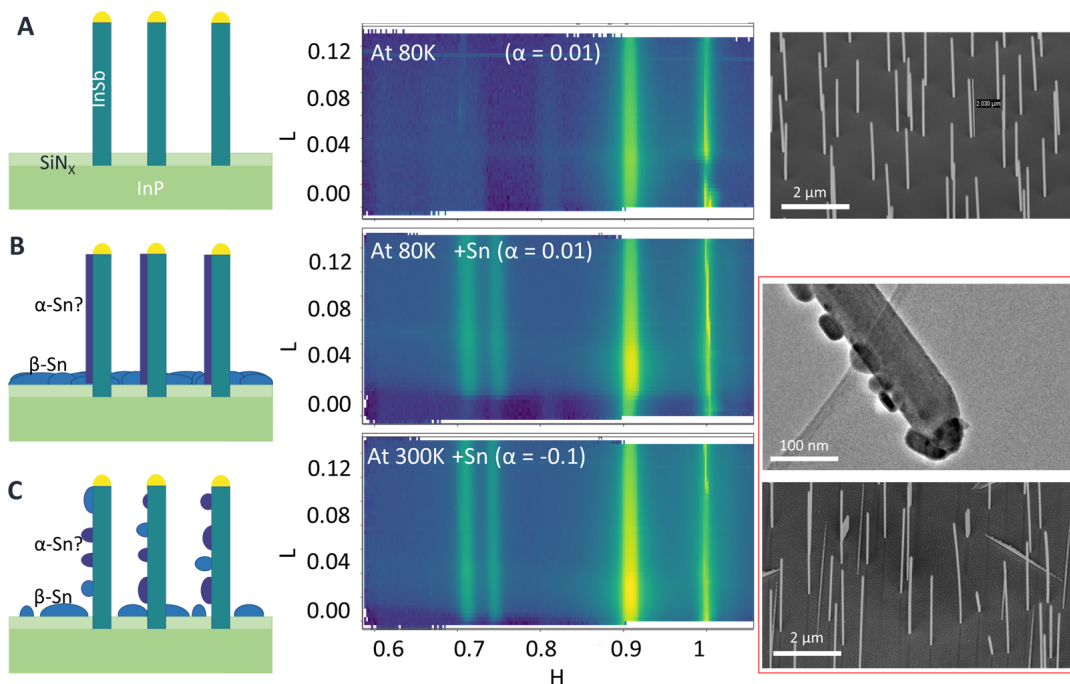 A
InSb
SiNX
InP
At 80K (α = 0.01)
L
0.12
0.08
0.04
0.00
2.030 µm
2 µm
B
α-Sn?
β-Sn
At 80K +Sn (α = 0.01)
L
0.12
0.08
0.04
0.00
100 nm
C
α-Sn?
β-Sn
At 300K +Sn (α = -0.1)
L
0.12
0.08
0.04
0.00
0.6 0.7 0.8 0.9 1
H
2 µm